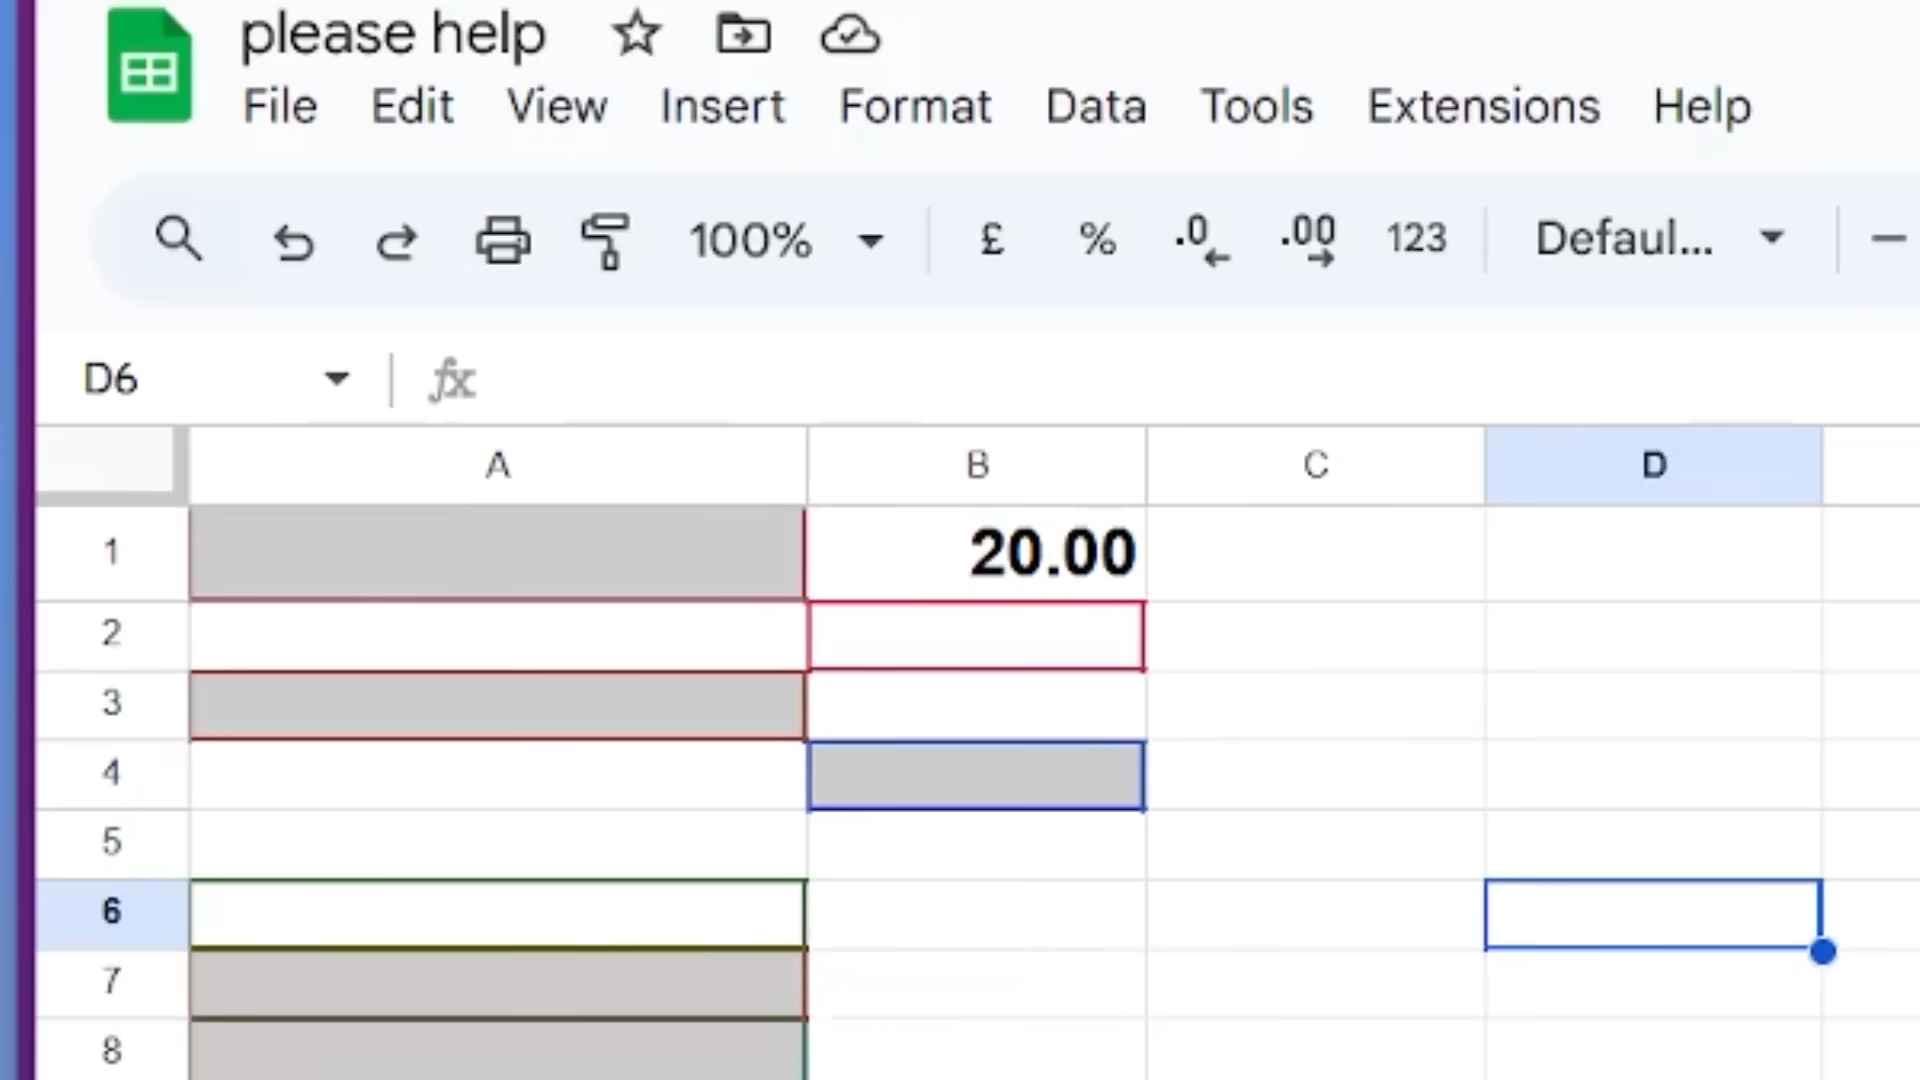 please help
File Edit View Insert Format Data Tools Extensions Help
100% £ % .0 .00 123 Defaul...
D6 fx
A B C D
1 20.00
2
3
4
5
6
7
8